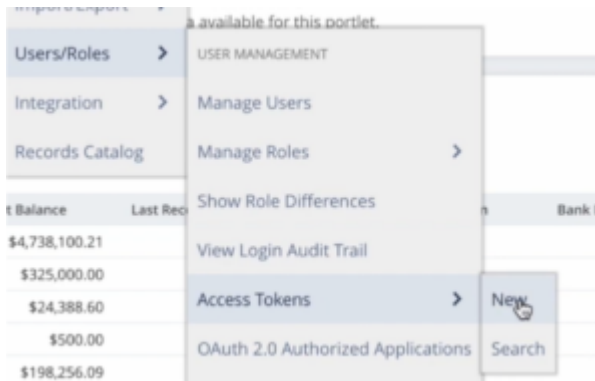 Import/Export
a available for this portlet.
Users/Roles
USER MANAGEMENT
Integration
Manage Users
Records Catalog
Manage Roles
Show Role Differences
t Balance
Last Rec
n
Bank
$4,738,100.21
View Login Audit Trail
$325,000.00
$24,388.60
Access Tokens
New
$500.00
OAuth 2.0 Authorized Applications
Search
$198,256.09